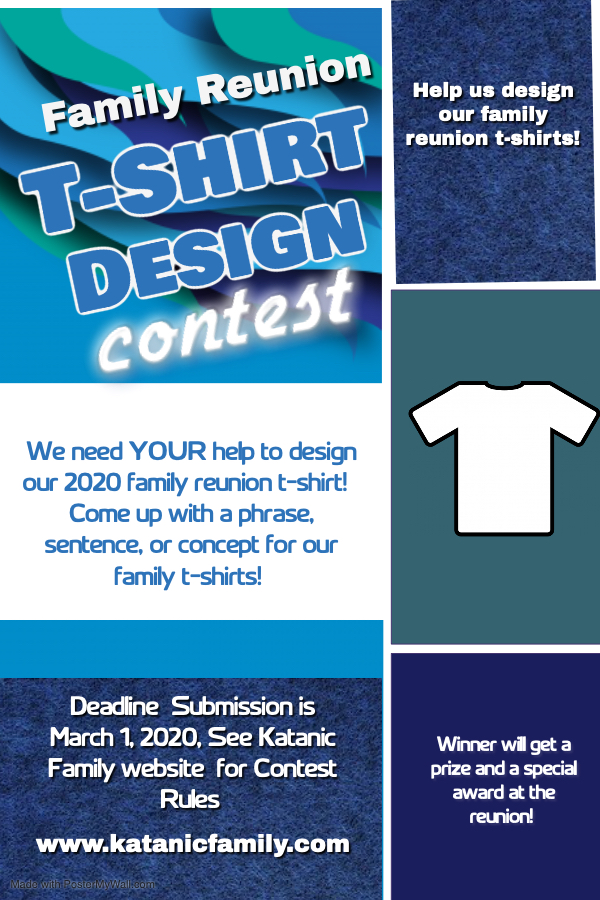 Family Reunion
T-SHIRT
DESIGN
contest
Help us design
our family
reunion t-shirts!
We need YOUR help to design
our 2020 family reunion t-shirt!
Come up with a phrase,
sentence, or concept for our
family t-shirts!
Deadline Submission is
March 1, 2020, See Katanic
Family website for Contest
Rules
www.katanicfamily.com
Winner will get a
prize and a special
award at the
reunion!
Made with PosterMyWall.com